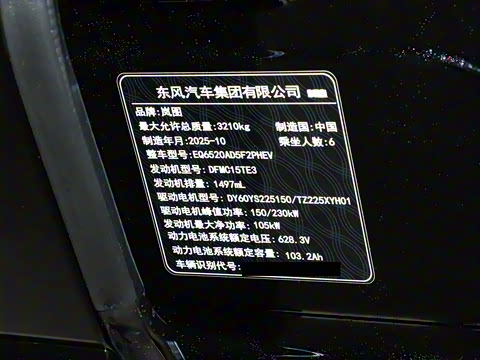 东风汽车集团有限公司
品牌:岚图
最大允许总质量:3210kg 制造国:中国
制造年月:2025-10 乘坐人数:6
整车型号:EQ6520AD5F2PHEV
发动机型号:DFMC15TE3
发动机排量:1497mL
驱动电机型号:DY60YS225150/TZ225XYH01
驱动电机峰值功率:150/230kW
发动机最大净功率:105kW
动力电池系统额定电压:628.3V
动力电池系统额定容量:103.2Ah
车辆识别代号: